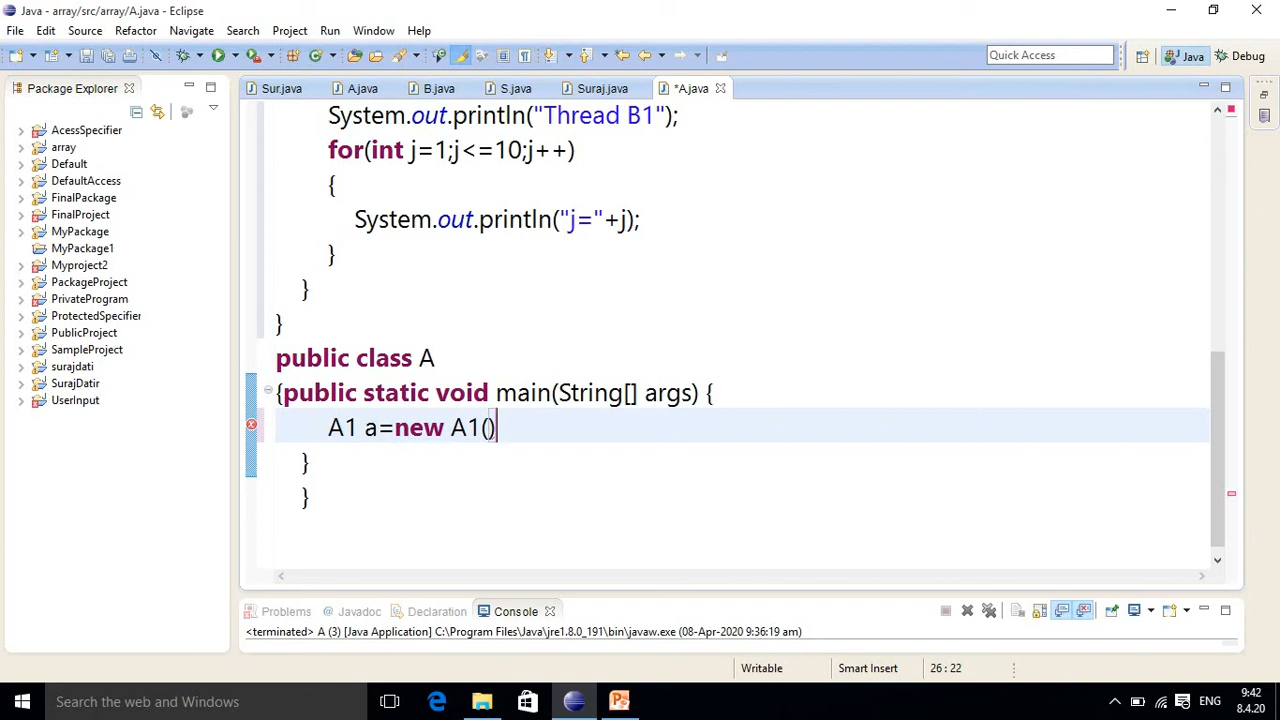 Java - array/src/array/A.java - Eclipse
File Edit Source Refactor Navigate Search Project Run Window Help
Quick Access
Java
Debug
Package Explorer
Sur.java
A.java
B.java
S.java
Suraj.java
*A.java
AcessSpecifier
array
Default
DefaultAccess
FinalPackage
FinalProject
MyPackage
MyPackage1
Myproject2
PackageProject
PrivateProgram
ProtectedSpecifier
PublicProject
SampleProject
surajdati
SurajDatir
UserInput
System.out.println("Thread B1");
for(int j=1;j<=10;j++)
{
System.out.println("j="+j);
}
}
}
public class A
{public static void main(String[] args) {
A1 a=new A1()
}
}
Problems @ Javadoc Declaration Console
<terminated> A (3) [Java Application] C:\Program Files\Java\jre1.8.0_191\bin\javaw.exe (08-Apr-2020 9:36:19 am)
Writable Smart Insert 26 : 22
Search the web and Windows
ENG
9:42
8.4.20